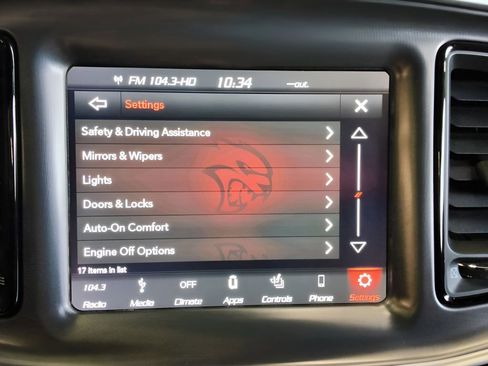 FM 104.3-HD 10:34 --out.
Settings
Safety & Driving Assistance
Mirrors & Wipers
Lights
Doors & Locks
Auto-On Comfort
Engine Off Options
17 items in list
104.3 OFF
Radio Media Climate Apps Controls Phone Settings